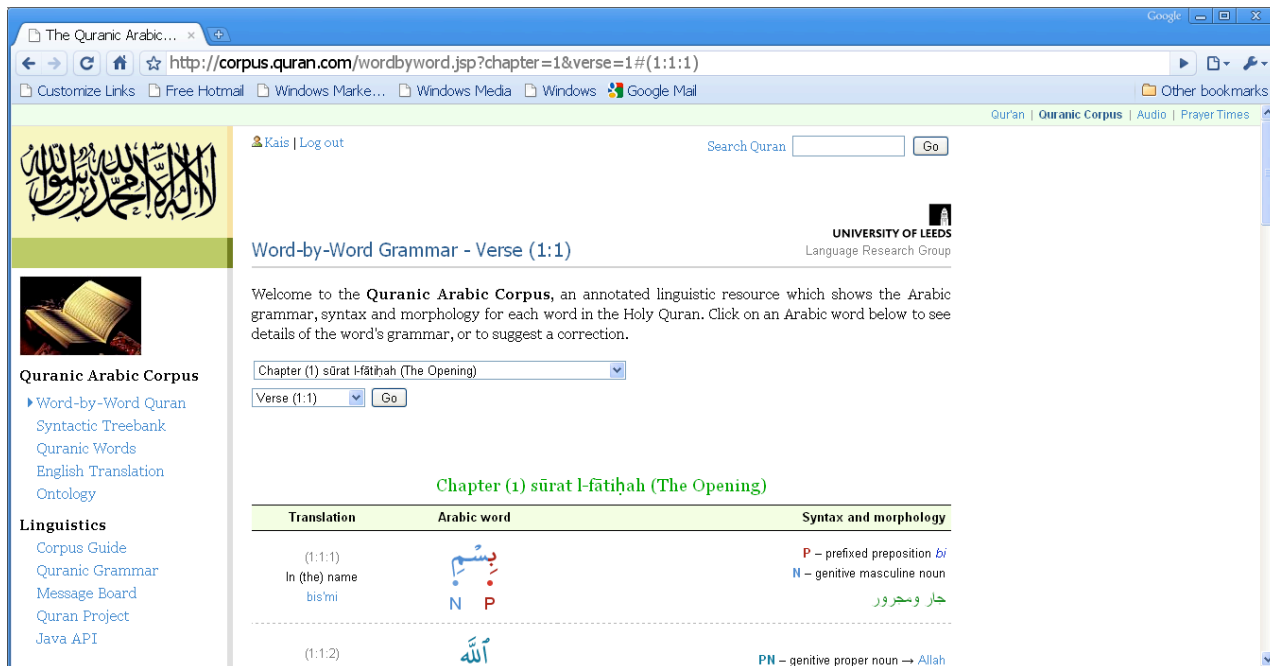 Google
The Quranic Arabic...
http://corpus.quran.com/wordbyword.jsp?chapter=1&verse=1#(1:1:1)
Customize Links Free Hotmail Windows Marke... Windows Media Windows Google Mail Other bookmarks
Qur'an | Quranic Corpus | Audio | Prayer Times
لا اله الا الله محمد رسول الله
Kais | Log out
Search Quran Go
UNIVERSITY OF LEEDS
Word-by-Word Grammar - Verse (1:1)
Language Research Group
Welcome to the Quranic Arabic Corpus, an annotated linguistic resource which shows the Arabic
grammar, syntax and morphology for each word in the Holy Quran. Click on an Arabic word below to see
details of the word's grammar, or to suggest a correction.
Chapter (1) sūrat l-fātiḥah (The Opening)
Verse (1:1) Go
Quranic Arabic Corpus
Word-by-Word Quran
Syntactic Treebank
Quranic Words
English Translation
Ontology
Linguistics
Corpus Guide
Quranic Grammar
Message Board
Quran Project
Java API
Chapter (1) sūrat l-fātiḥah (The Opening)
Translation Arabic word Syntax and morphology
(1:1:1)
In (the) name
bis'mi
بِسْمِ
N P
P – prefixed preposition bi
N – genitive masculine noun
جار ومجرور
(1:1:2)
ٱللَّهِ
PN – genitive proper noun → Allah